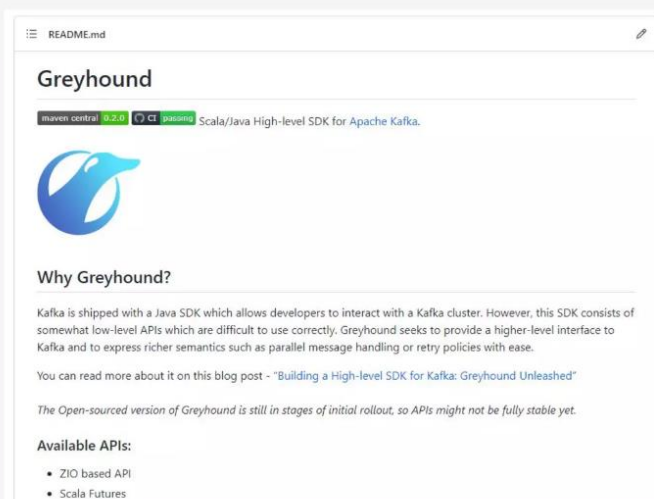 README.md
Greyhound
maven central 0.2.0 CI passing Scala/Java High-level SDK for Apache Kafka.
Why Greyhound?
Kafka is shipped with a Java SDK which allows developers to interact with a Kafka cluster. However, this SDK consists of
somewhat low-level APIs which are difficult to use correctly. Greyhound seeks to provide a higher-level interface to
Kafka and to express richer semantics such as parallel message handling or retry policies with ease.
You can read more about it on this blog post - "Building a High-level SDK for Kafka: Greyhound Unleashed"
The Open-sourced version of Greyhound is still in stages of initial rollout, so APIs might not be fully stable yet.
Available APIs:
• ZIO based API
• Scala Futures